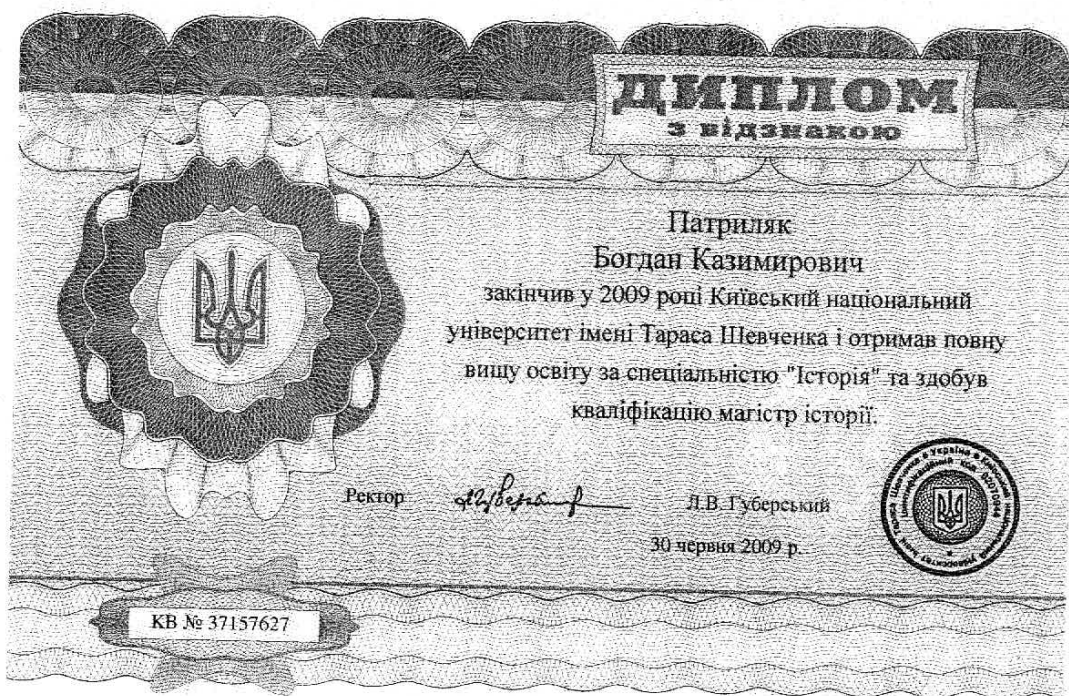 ДИПЛОМ
з відзнакою
Патриляк
Богдан Казимирович
закінчив у 2009 році Київський національний
університет імені Тараса Шевченка і отримав повну
вищу освіту за спеціальністю "Історія" та здобув
кваліфікацію магістр історії.
Ректор Л.В. Губерський
30 червня 2009 р.
КВ № 37157627